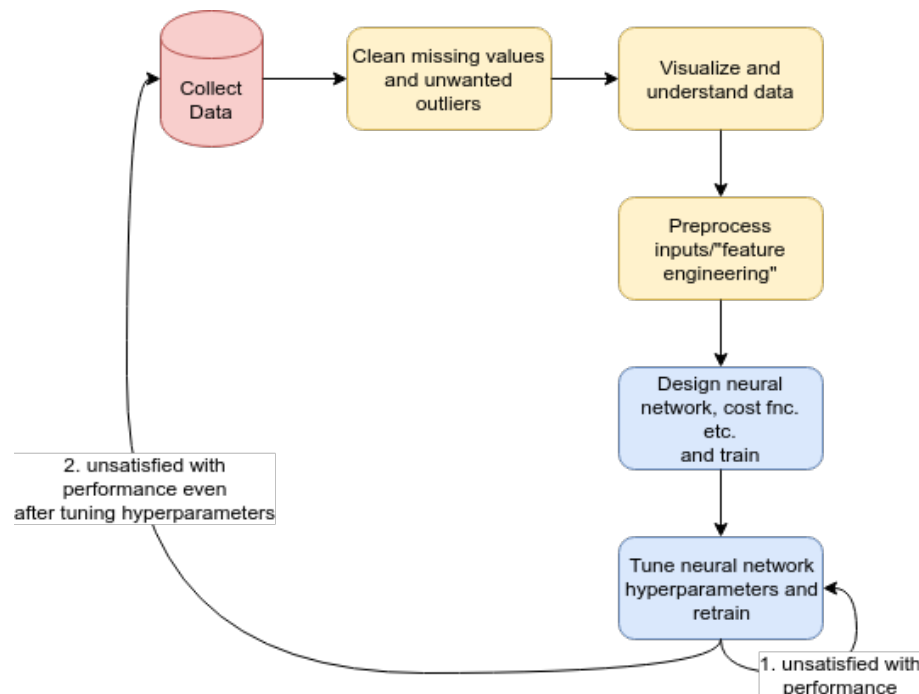 Collect
Data
Clean missing values
and unwanted
outliers
Visualize and
understand data
Preprocess
inputs/"feature
engineering"
Design neural
network, cost fnc.
etc.
and train
2. unsatisfied with
performance even
after tuning hyperparameters
Tune neural network
hyperparameters and
retrain
1. unsatisfied with
performance